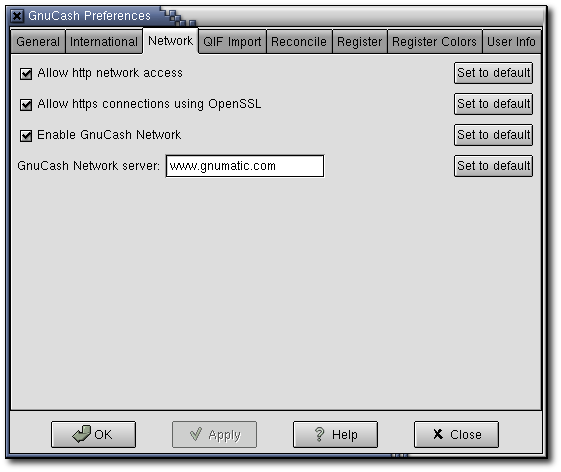 GnuCash Preferences
General International Network QIF Import Reconcile Register Register Colors User Info
Allow http network access Set to default
Allow https connections using OpenSSL Set to default
Enable GnuCash Network Set to default
GnuCash Network server: www.gnumatic.com Set to default
OK Apply Help Close